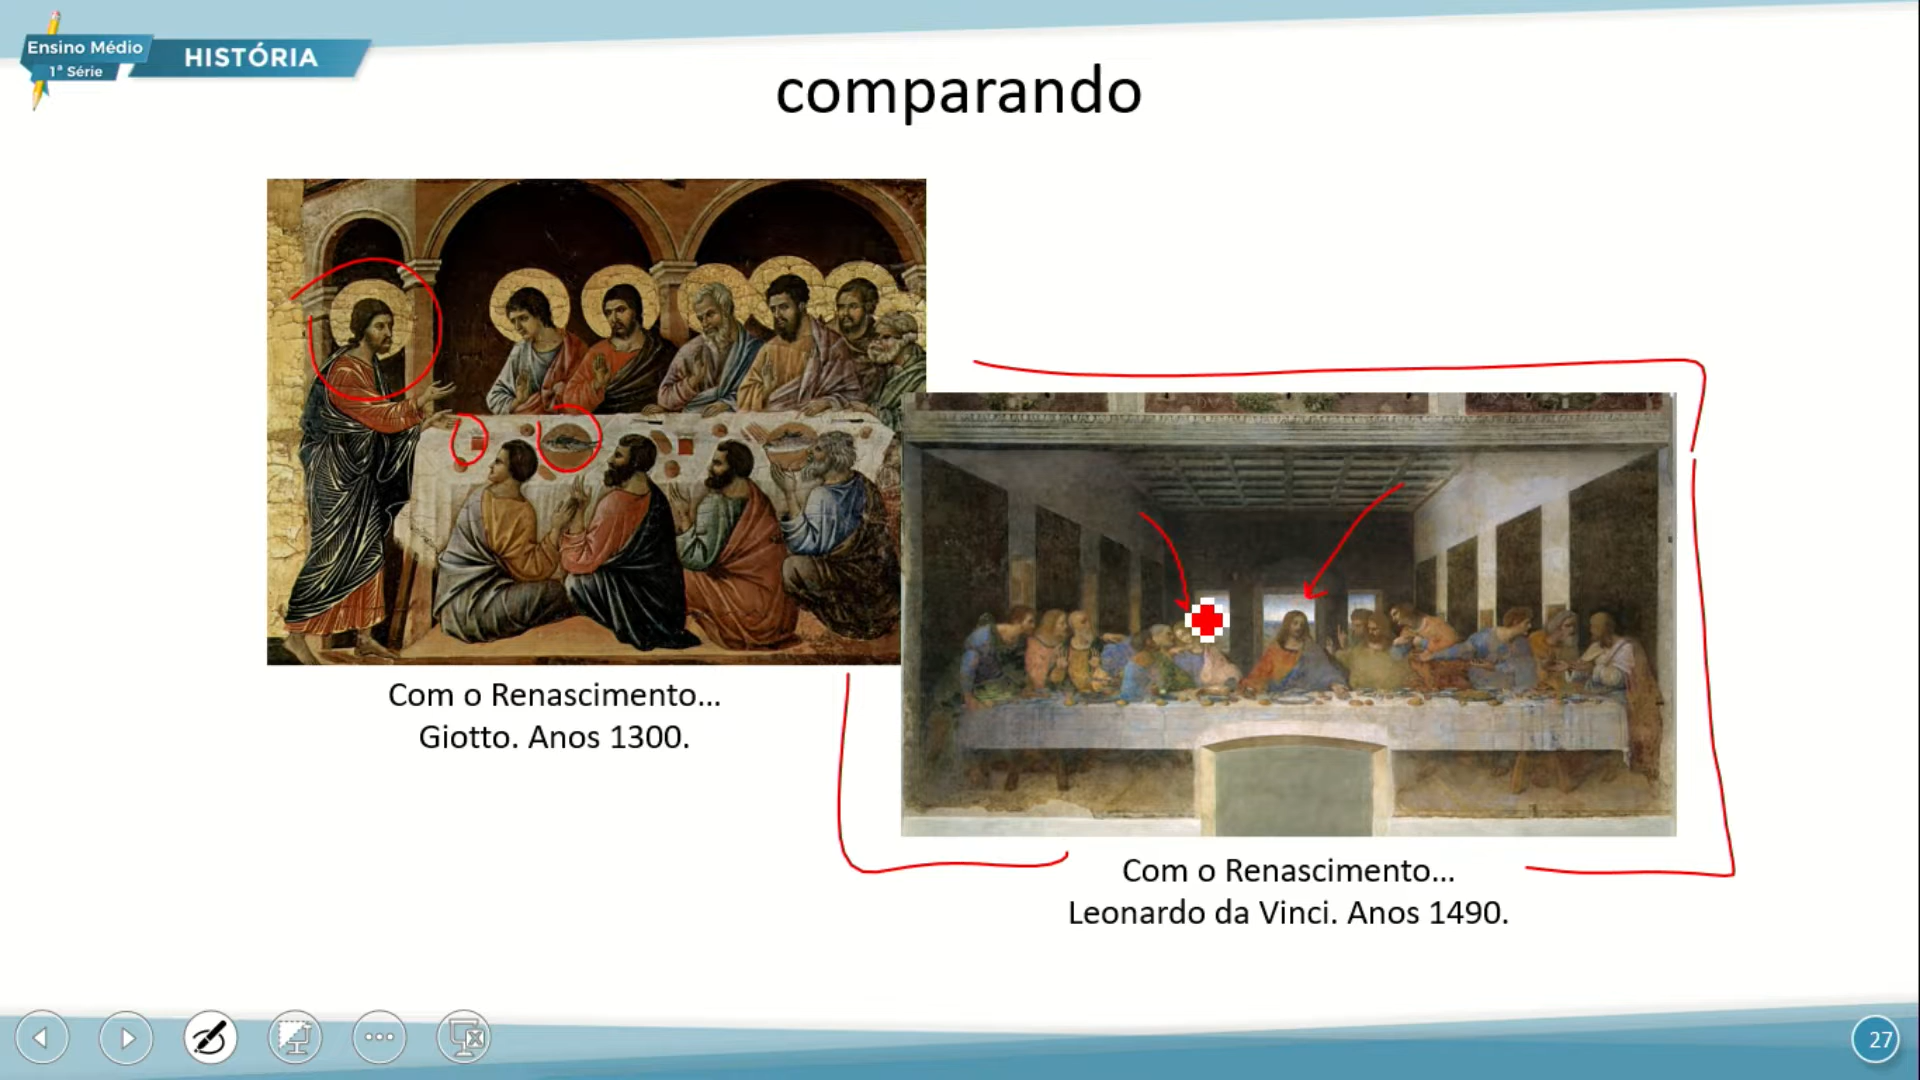 Ensino Médio
1ª Série
HISTÓRIA
comparando
Com o Renascimento...
Giotto. Anos 1300.
Com o Renascimento...
Leonardo da Vinci. Anos 1490.
27